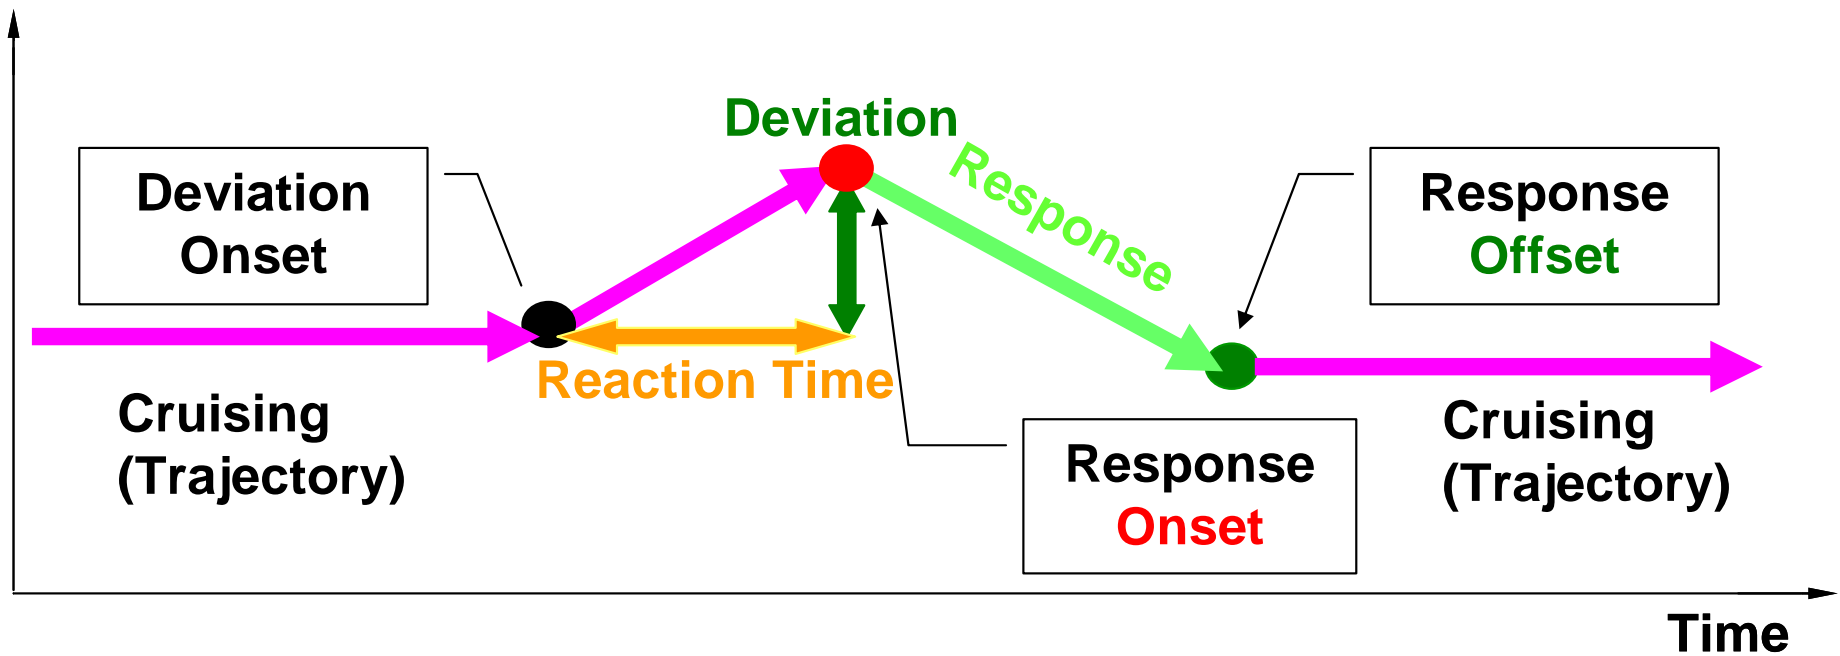 Deviation
Deviation
Onset
Response
Response
Offset
Reaction Time
Cruising
(Trajectory)
Response
Onset
Cruising
(Trajectory)
Time